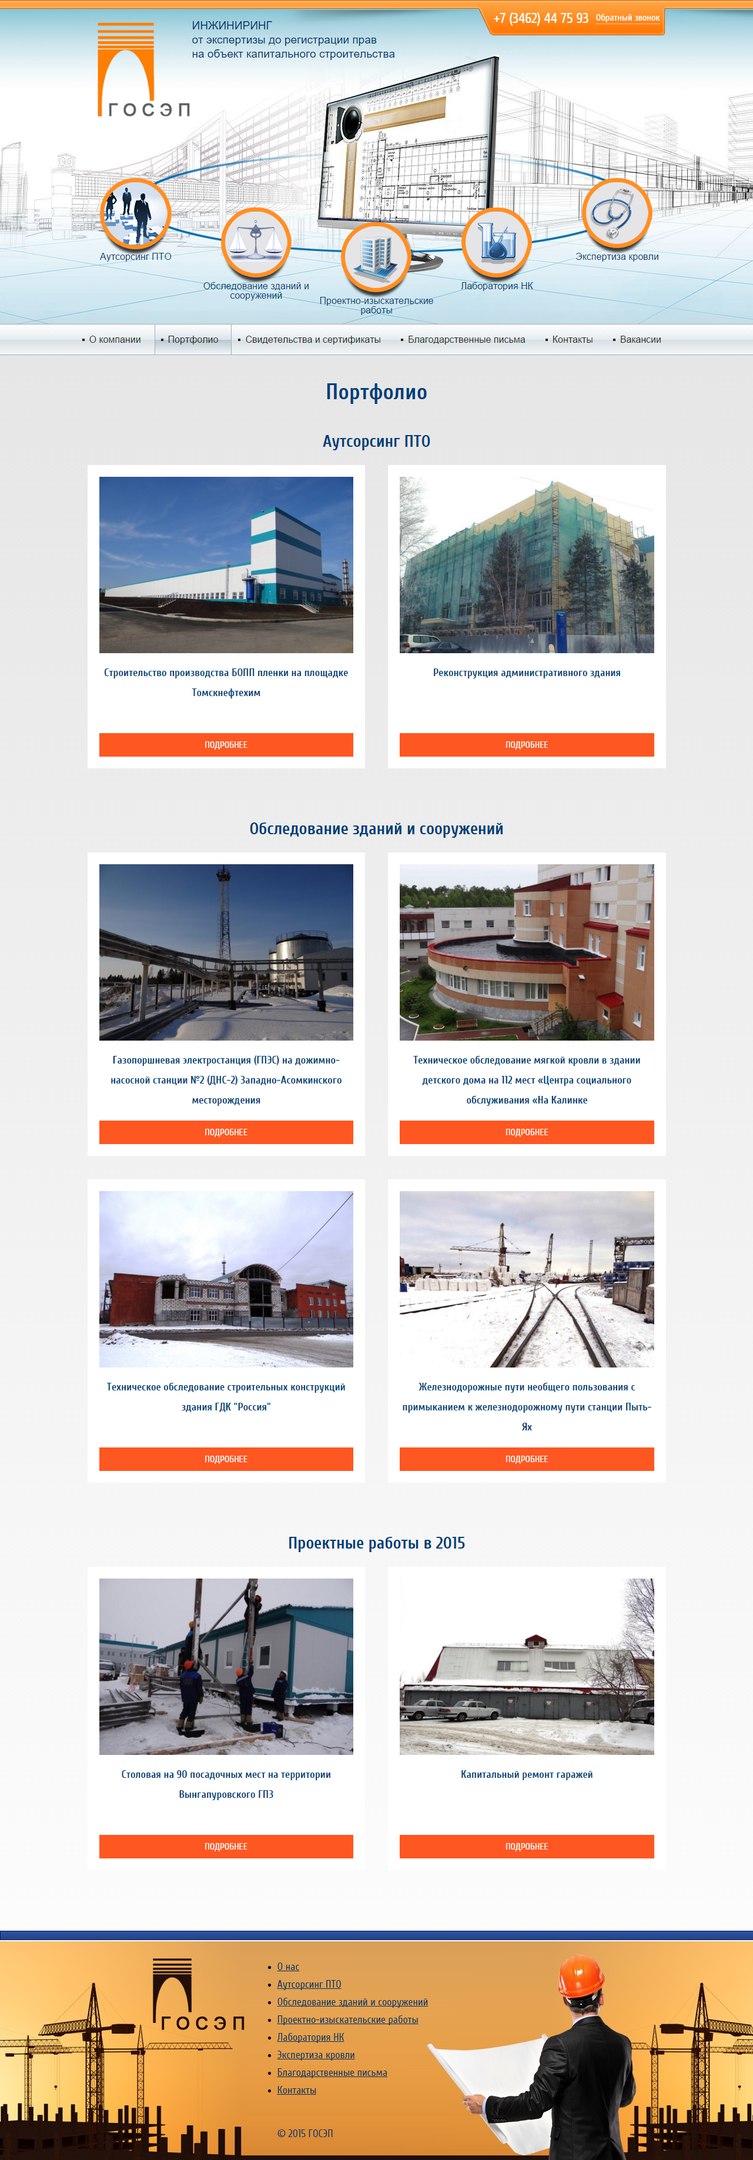 +7 (3462) 44 75 93 Обратный звонок
ИНЖИНИРИНГ
от экспертизы до регистрации прав
на объект капитального строительства
ГОСЭП
Аутсорсинг ПТО
Обследование зданий и
сооружений
Проектно-изыскательские
работы
Лаборатория НК
Экспертиза кровли
О компании Портфолио Свидетельства и сертификаты Благодарственные письма Контакты Вакансии
Портфолио
Аутсорсинг ПТО
Строительство производства БОПП пленки на площадке
Томскнефтехим
ПОДРОБНЕЕ
Реконструкция административного здания
ПОДРОБНЕЕ
Обследование зданий и сооружений
Газопоршневая электростанция (ГПЭС) на дожимно-
насосной станции №2 (ДНС-2) Западно-Асомкинского
месторождения
ПОДРОБНЕЕ
Техническое обследование мягкой кровли в здании
детского дома на 112 мест «Центра социального
обслуживания «На Калинке
ПОДРОБНЕЕ
Техническое обследование строительных конструкций
здания ГДК "Россия"
ПОДРОБНЕЕ
Железнодорожные пути необщего пользования с
примыканием к железнодорожному пути станции Пыть-
Ях
ПОДРОБНЕЕ
Проектные работы в 2015
Столовая на 90 посадочных мест на территории
Вынгапуровского ГПЗ
ПОДРОБНЕЕ
Капитальный ремонт гаражей
ПОДРОБНЕЕ
ГОСЭП
О нас
Аутсорсинг ПТО
Обследование зданий и сооружений
Проектно-изыскательские работы
Лаборатория НК
Экспертиза кровли
Благодарственные письма
Контакты
© 2015 ГОСЭП